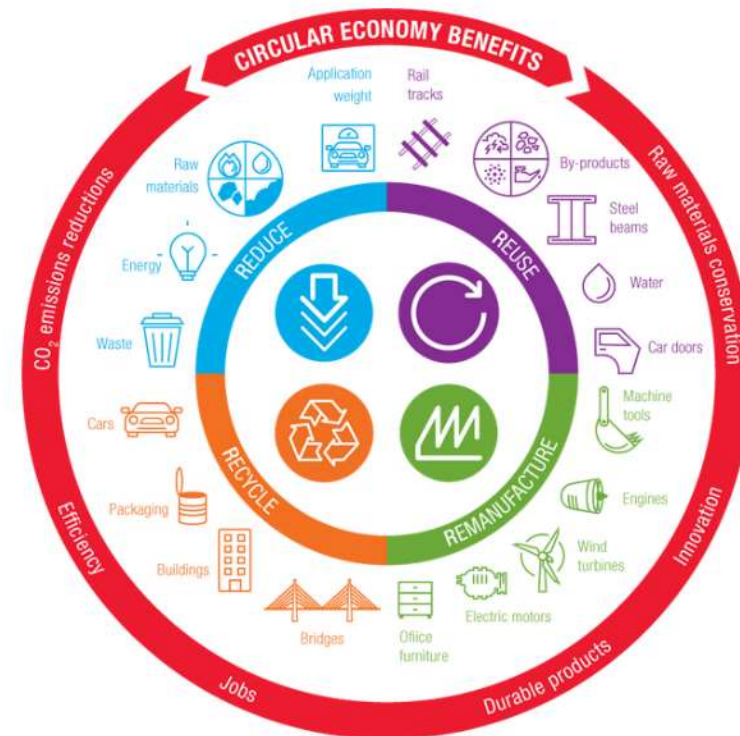 CIRCULAR ECONOMY BENEFITS
Raw materials conservation
Innovation
Durable products
Jobs
Efficiency
CO₂ emissions reductions
REDUCE
Application
weight
Raw
materials
Energy
Waste
REUSE
Rail
tracks
By-products
Steel
beams
Water
Car doors
REMANUFACTURE
Machine
tools
Engines
Wind
turbines
Electric motors
Ofiice
furniture
RECYCLE
Cars
Packaging
Buildings
Bridges